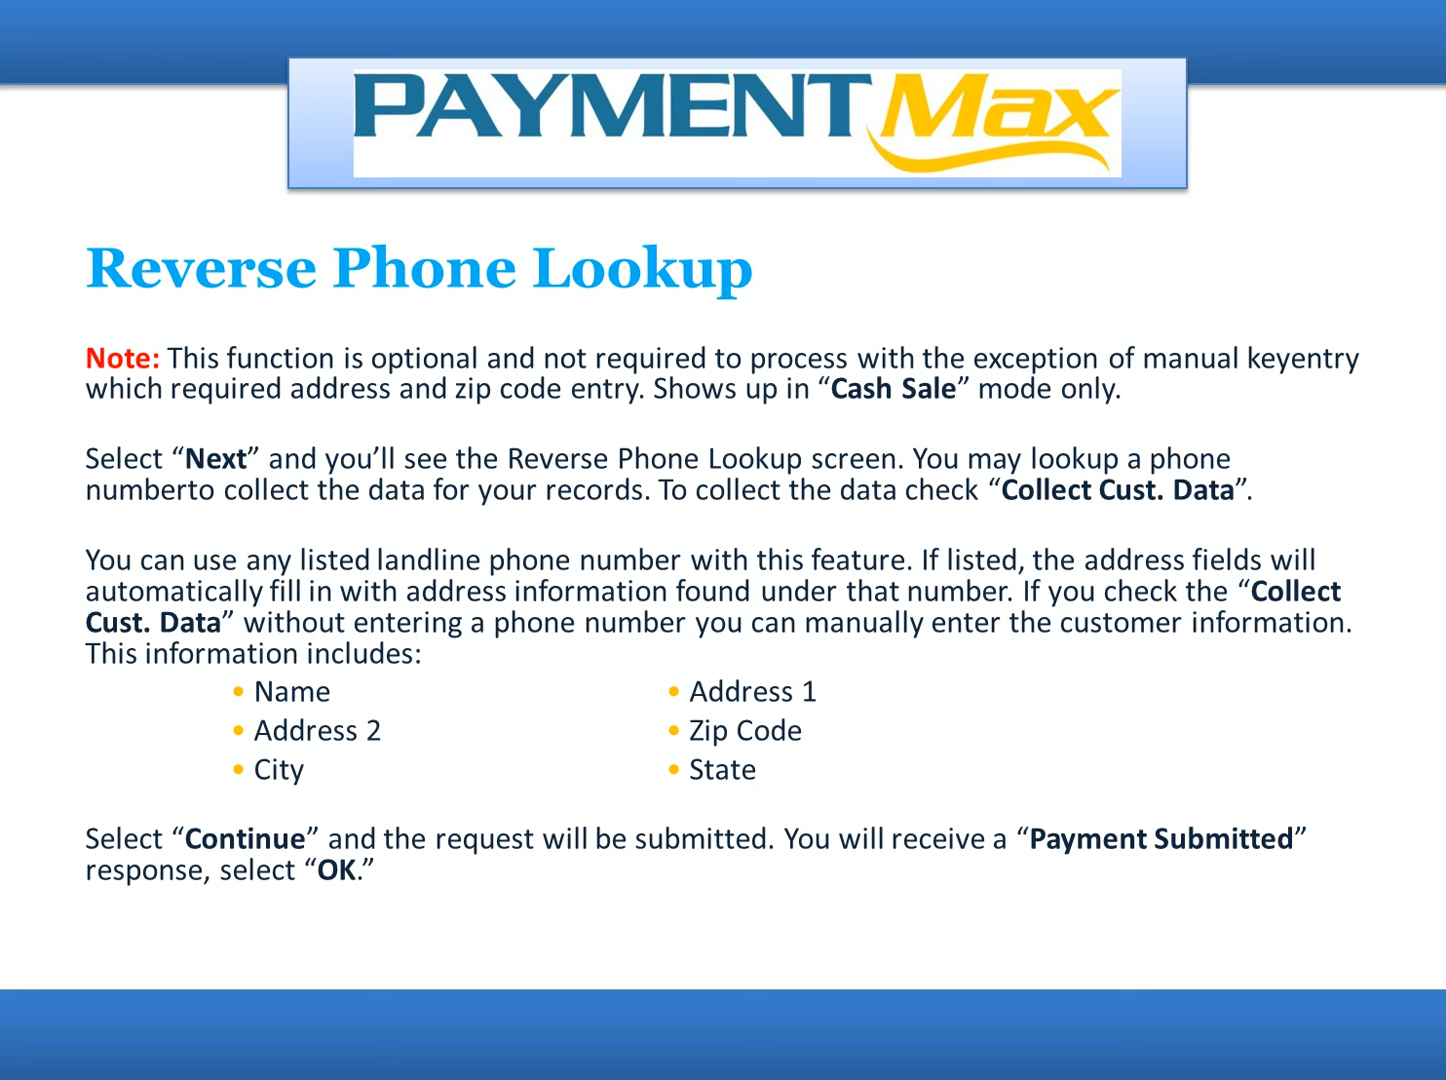 PAYMENTMax
Reverse Phone Lookup
Note: This function is optional and not required to process with the exception of manual keyentry
which required address and zip code entry. Shows up in “Cash Sale” mode only.
Select “Next” and you’ll see the Reverse Phone Lookup screen. You may lookup a phone
numberto collect the data for your records. To collect the data check “Collect Cust. Data”.
You can use any listed landline phone number with this feature. If listed, the address fields will
automatically fill in with address information found under that number. If you check the “Collect
Cust. Data” without entering a phone number you can manually enter the customer information.
This information includes:
• Name • Address 1
• Address 2 • Zip Code
• City • State
Select “Continue” and the request will be submitted. You will receive a “Payment Submitted”
response, select “OK.”